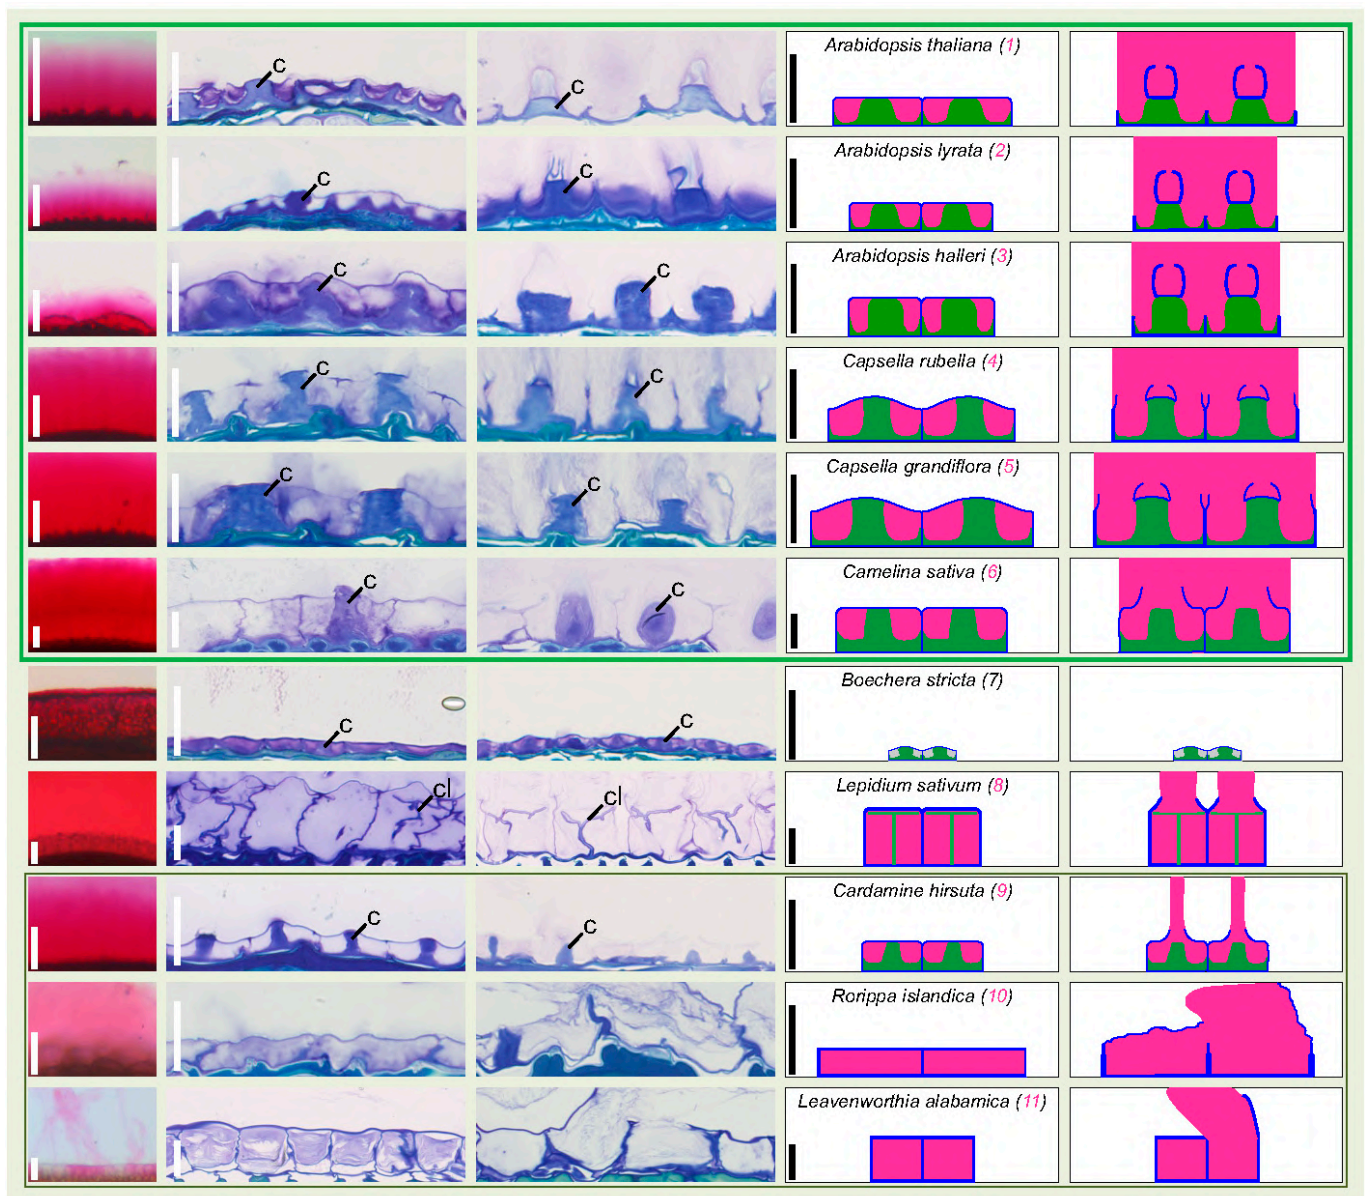 C
C
Arabidopsis thaliana (1)
C
C
Arabidopsis lyrata (2)
C
C
Arabidopsis halleri (3)
C
C
Capsella rubella (4)
C
C
Capsella grandiflora (5)
C
C
Camelina sativa (6)
C
C
Boechera stricta (7)
cl
cl
Lepidium sativum (8)
C
C
Cardamine hirsuta (9)
Rorippa islandica (10)
Leavenworthia alabamica (11)